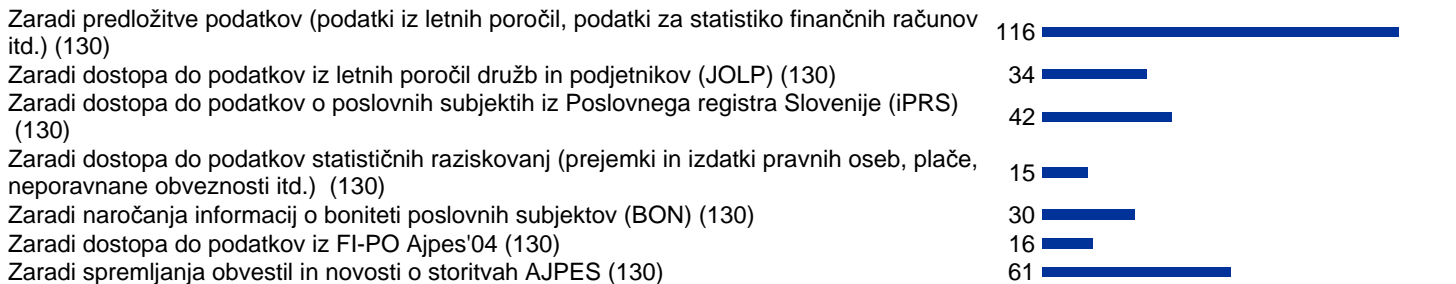 Zaradi predložitve podatkov (podatki iz letnih poročil, podatki za statistiko finančnih računov
itd.) (130)
116
Zaradi dostopa do podatkov iz letnih poročil družb in podjetnikov (JOLP) (130)
34
Zaradi dostopa do podatkov o poslovnih subjektih iz Poslovnega registra Slovenije (iPRS)
(130)
42
Zaradi dostopa do podatkov statističnih raziskovanj (prejemki in izdatki pravnih oseb, plače,
neporavnane obveznosti itd.) (130)
15
Zaradi naročanja informacij o boniteti poslovnih subjektov (BON) (130)
30
Zaradi dostopa do podatkov iz FI-PO Ajpes'04 (130)
16
Zaradi spremljanja obvestil in novosti o storitvah AJPES (130)
61